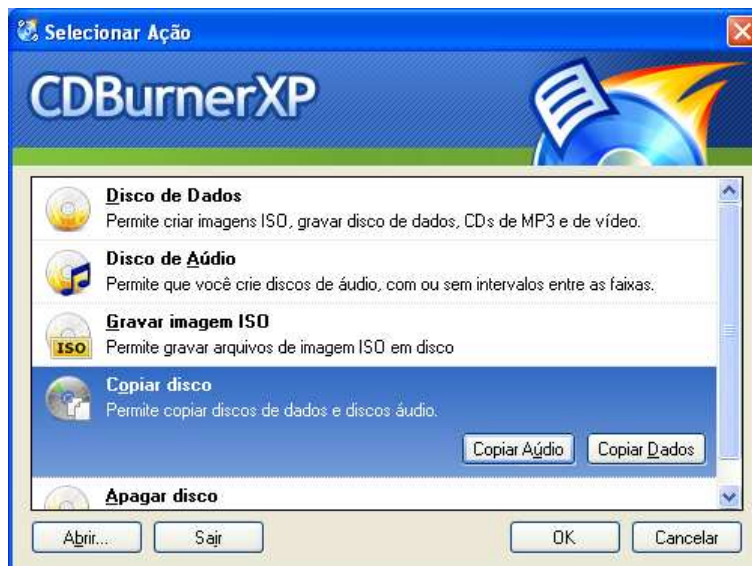 Selecionar Ação
CDBurnerXP
Disco de Dados
Permite criar imagens ISO, gravar disco de dados, CDs de MP3 e de vídeo.
Disco de Aúdio
Permite que você crie discos de áudio, com ou sem intervalos entre as faixas.
Gravar imagem ISO
ISO
Permite gravar arquivos de imagem ISO em disco
Copiar disco
Permite copiar discos de dados e discos áudio.
Copiar Aúdio Copiar Dados
Apagar disco
Abrir... Sair OK Cancelar